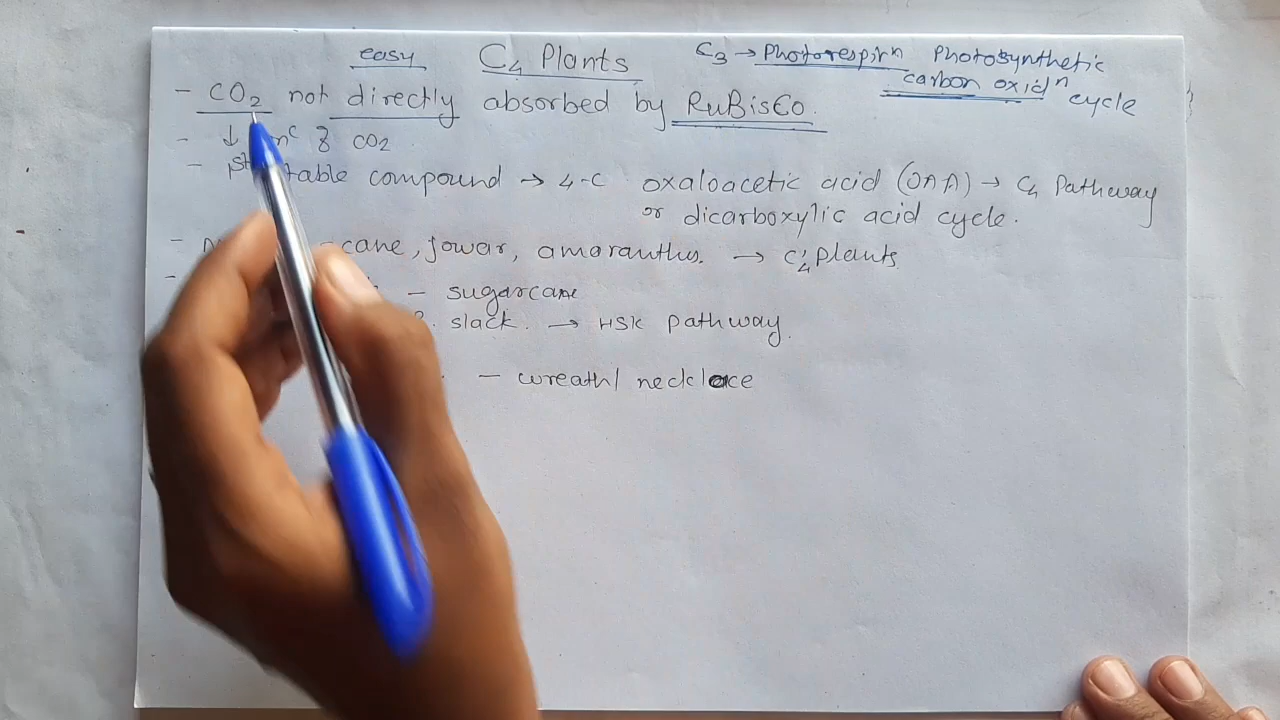 easy C4 Plants C3 → Photorespirn Photosynthetic
carbon oxidn cycle
- CO2 not directly absorbed by RuBisCo.
- ↓ CO2
- 1st compound → 4-C oxaloacetic acid (OAA) → C4 Pathway
or dicarboxylic acid cycle.
- cane, jowar, amaranthus. → C4 plants
- - sugarcane
slack. → HSK pathway.
- wreath/ necklace